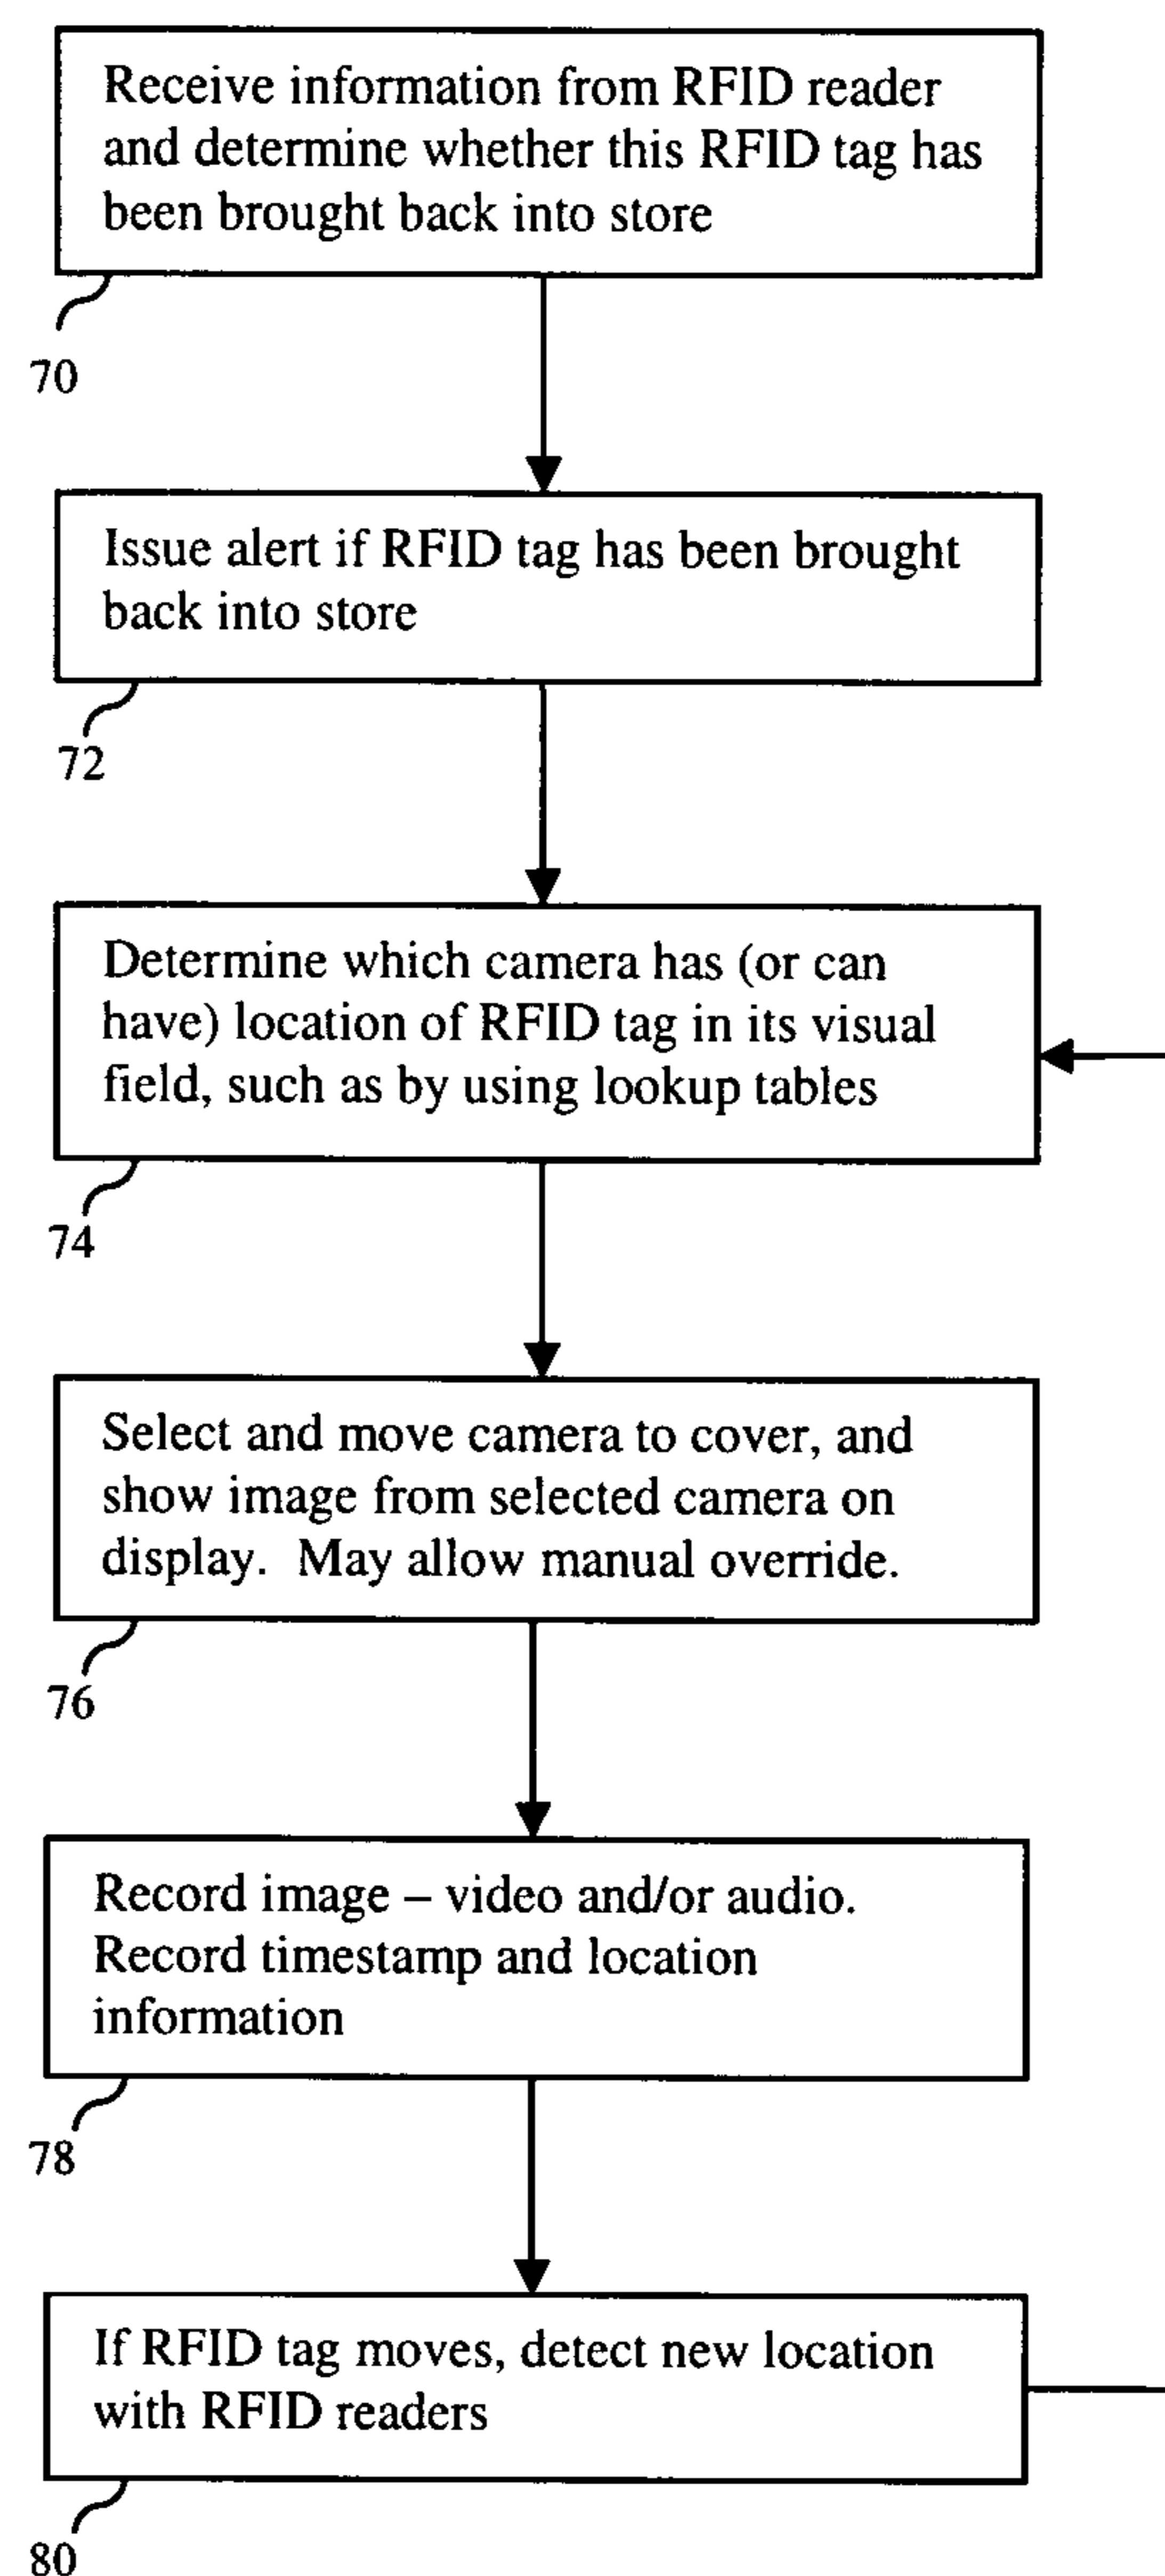 Receive information from RFID reader
and determine whether this RFID tag has
been brought back into store
70
Issue alert if RFID tag has been brought
back into store
72
Determine which camera has (or can
have) location of RFID tag in its visual
field, such as by using lookup tables
74
Select and move camera to cover, and
show image from selected camera on
display.  May allow manual override.
76
Record image – video and/or audio.
Record timestamp and location
information
78
If RFID tag moves, detect new location
with RFID readers
80